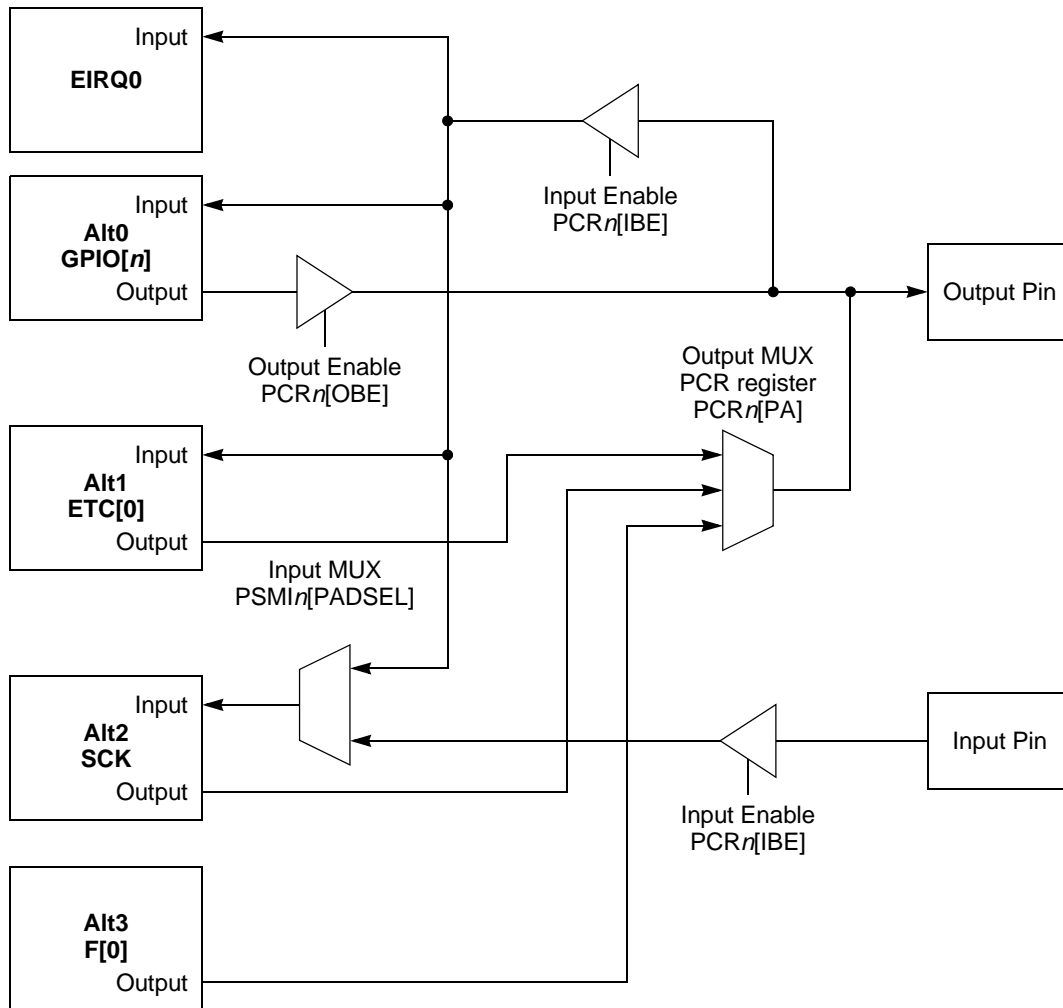 Input
EIRQ0
Input
Alt0
GPIO[n]
Output
Input Enable
PCRn[IBE]
Output Pin
Output Enable
PCRn[OBE]
Output MUX
PCR register
PCRn[PA]
Input
Alt1
ETC[0]
Output
Input MUX
PSMIn[PADSEL]
Input
Alt2
SCK
Output
Input Pin
Input Enable
PCRn[IBE]
Alt3
F[0]
Output